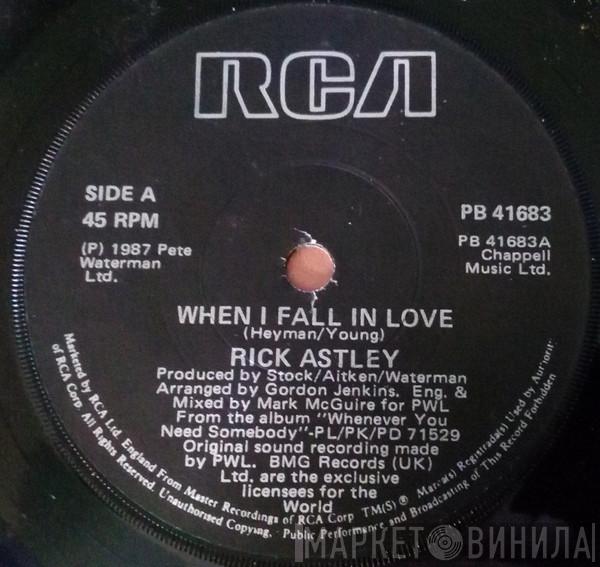 RCA
SIDE A
45 RPM
(P) 1987 Pete
Waterman
Ltd.
PB 41683
PB 41683A
Chappell
Music Ltd.
WHEN I FALL IN LOVE
(Heyman/Young)
RICK ASTLEY
Produced by Stock/Aitken/Waterman
Arranged by Gordon Jenkins. Eng. &
Mixed by Mark McGuire for PWL
From the album "Whenever You
Need Somebody"-PL/PK/PD 71529
Original sound recording made
by PWL. BMG Records (UK)
Ltd, are the exclusive
licensees for the
World
Marketed by RCA Ltd. England From Master Recordings of RCA Corp TM(S) ® Marca(s) Registrada(s) Used by Authority
of RCA Corp. All Rights Reserved. Unauthorised Copying, Public Performance and Broadcasting of This Record Forbidden
МАРКЕТ ВИНИЛА